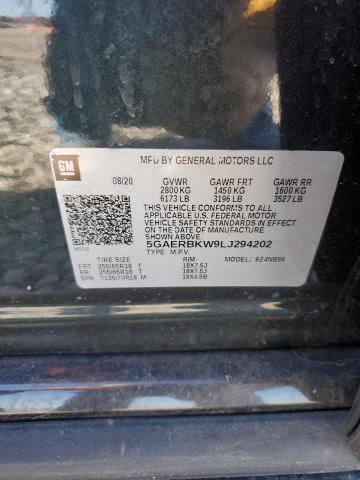 GM
MFD BY GENERAL MOTORS LLC
08/20 GVWR GAWR FRT GAWR RR
2800 KG 1450 KG 1600 KG
6173 LB 3196 LB 3527 LB
THIS VEHICLE CONFORMS TO ALL APPLICABLE
U.S. FEDERAL MOTOR
VEHICLE SAFETY STANDARDS IN EFFECT ON THE
DATE OF MANUFACTURE SHOWN ABOVE.
5GAERBKW9LJ294202
TYPE: M.P.V.
TIRE SIZE RIM MODEL: 824NB56
FRT 255/65R18 T 18X7.5J
RR 255/65R18 T 18X7.5J
SPA T135/70R18 M 18X4.5B